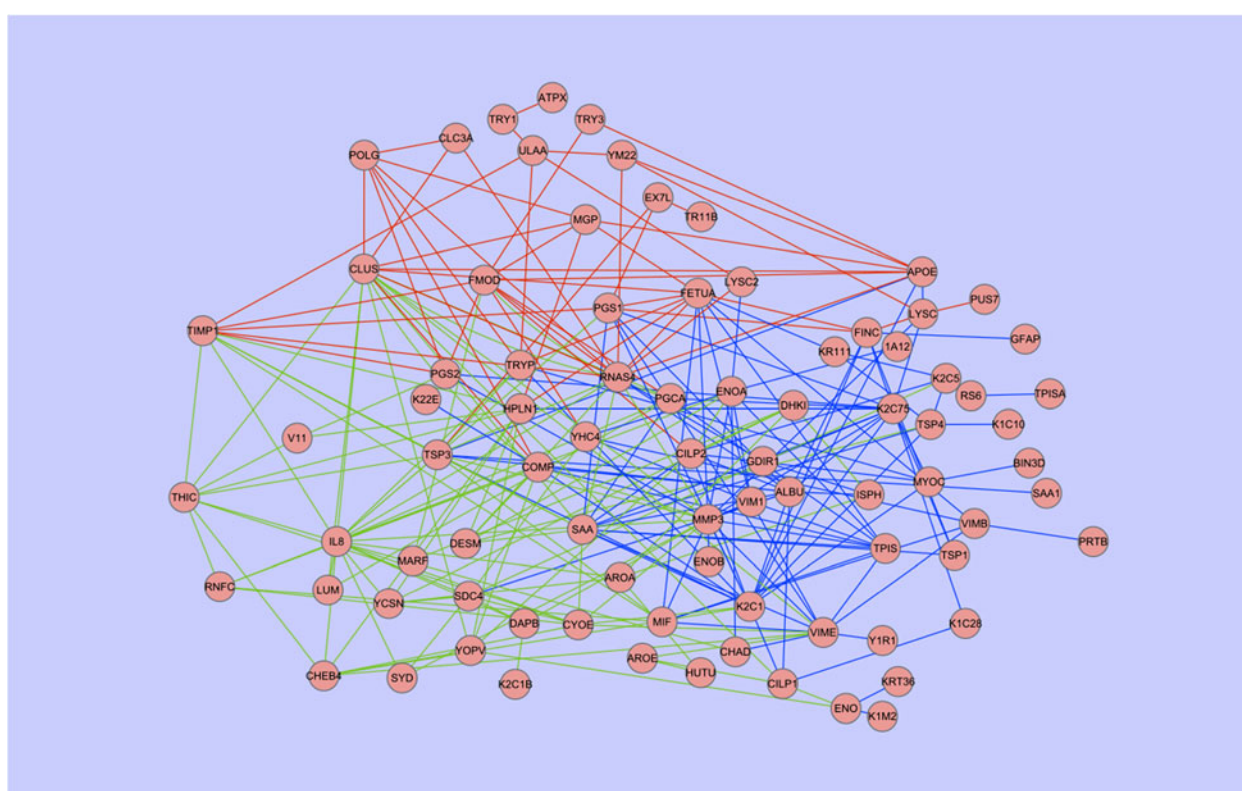 ATPX
TRY1
TRY3
CLC3A
ULAA
YM22
POLG
EX7L
TR11B
MGP
CLUS
FMOD
LYSC2
APOE
FETUA
PUS7
PGS1
LYSC
TIMP1
FINC
GFAP
1A12
KR111
TRYP
PGS2
RNAS4
K2C5
RS6
TPISA
ENOA
K22E
PGCA
DHKI
HPLN1
K2C75
TSP4
K1C10
V11
YHC4
TSP3
CILP2
GDIR1
COMP
BIN3D
MYOC
THIC
ALBU
ISPH
SAA1
VIM1
MMP3
VIMB
SAA
IL8
DESM
PRTB
TPIS
TSP1
MARF
ENOB
RNFC
LUM
AROA
YCSN
SDC4
K2C1
DAPB
CYOE
MIF
K1C28
VIME
Y1R1
YOPV
CHAD
AROE
CHEB4
SYD
HUTU
K2C1B
CILP1
KRT36
ENO
K1M2